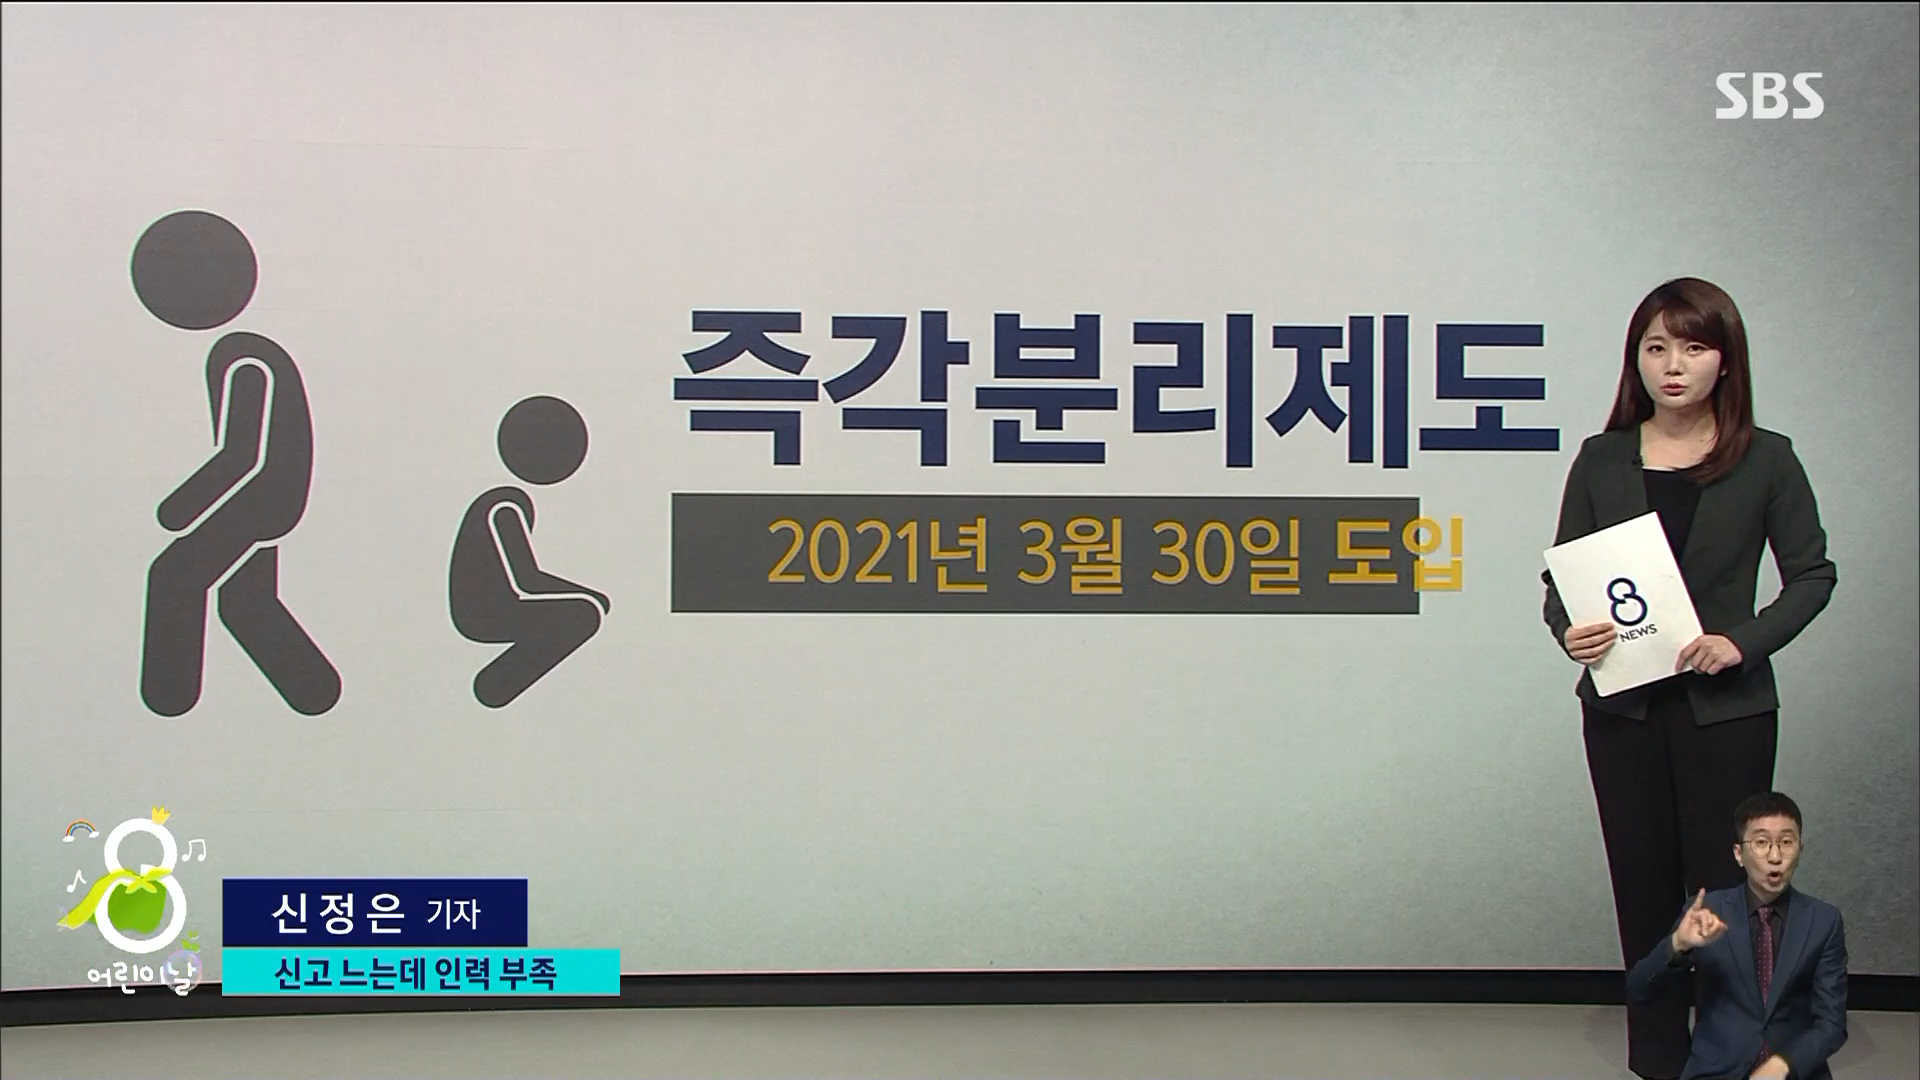 SBS
즉각분리제도
2021년 3월 30일 도입
8
NEWS
어린이날
신정은 기자
신고 느는데 인력 부족